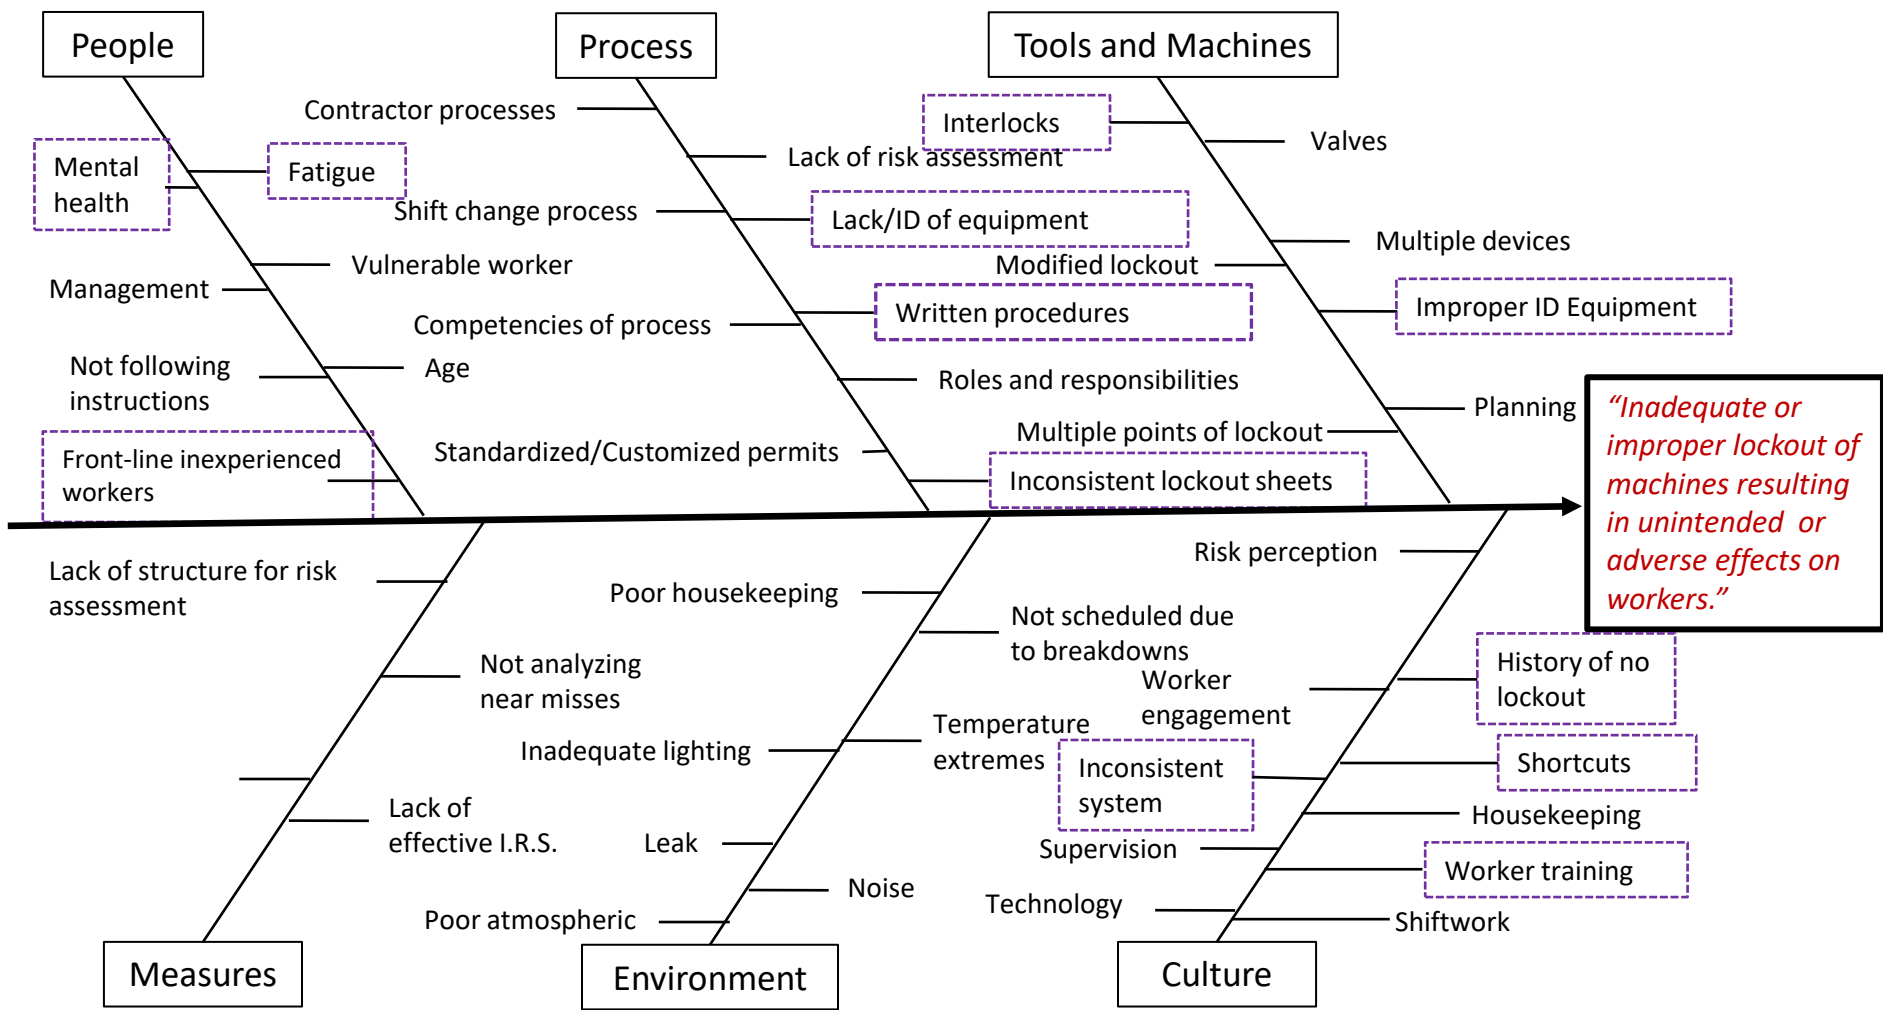 People
Process
Tools and Machines
Contractor processes
Interlocks
Valves
Lack of risk assessment
Mental
health
Fatigue
Shift change process
Lack/ID of equipment
Multiple devices
Vulnerable worker
Modified lockout
Management
Written procedures
Improper ID Equipment
Competencies of process
Not following
instructions
Age
Roles and responsibilities
Planning
Multiple points of lockout
Standardized/Customized permits
Front-line inexperienced
workers
Inconsistent lockout sheets
“Inadequate or
improper lockout of
machines resulting
in unintended or
adverse effects on
workers.”
Lack of structure for risk
assessment
Risk perception
Poor housekeeping
Not scheduled due
to breakdowns
Not analyzing
near misses
Worker
engagement
History of no
lockout
Inadequate lighting
Temperature
extremes
Inconsistent
system
Shortcuts
Lack of
effective I.R.S.
Housekeeping
Leak
Supervision
Worker training
Noise
Technology
Poor atmospheric
Shiftwork
Measures
Environment
Culture